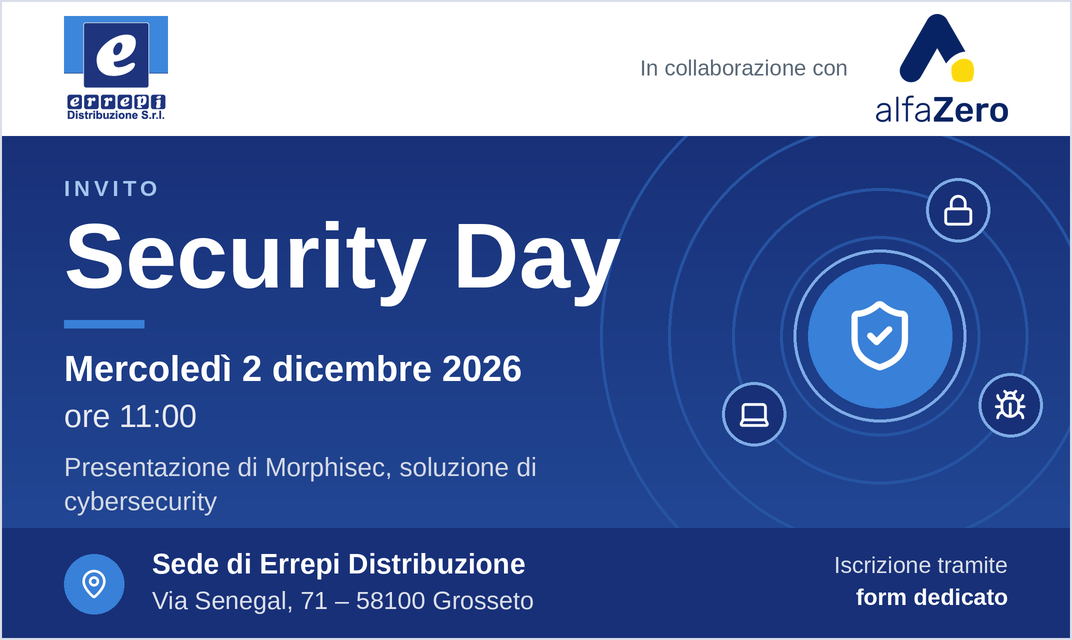 e
errepi
Distribuzione S.r.l.
In collaborazione con
alfaZero
INVITO
Security Day
Mercoledì 2 dicembre 2026
ore 11:00
Presentazione di Morphisec, soluzione di
cybersecurity
Sede di Errepi Distribuzione
Via Senegal, 71 – 58100 Grosseto
Iscrizione tramite
form dedicato